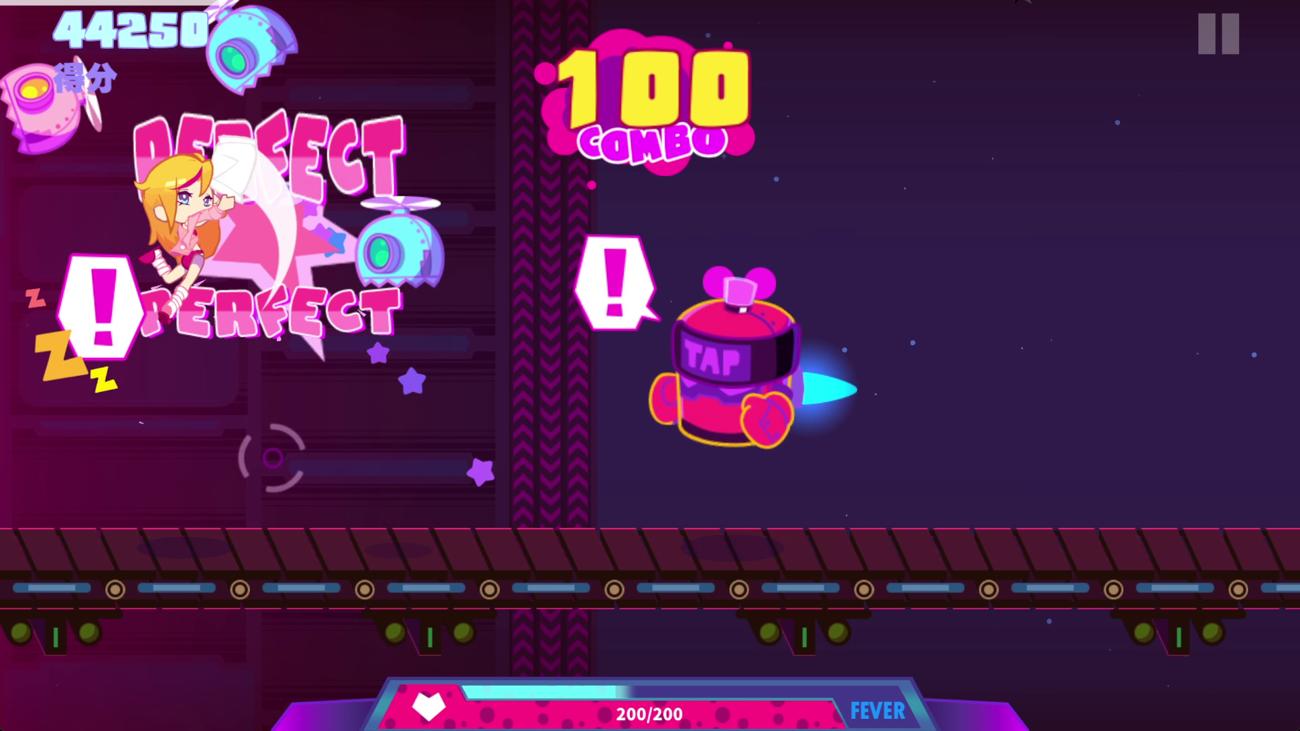 44250
得分
100
COMBO
PERFECT
PERFECT
!
!
TAP
Z
Z
Z
200/200
FEVER